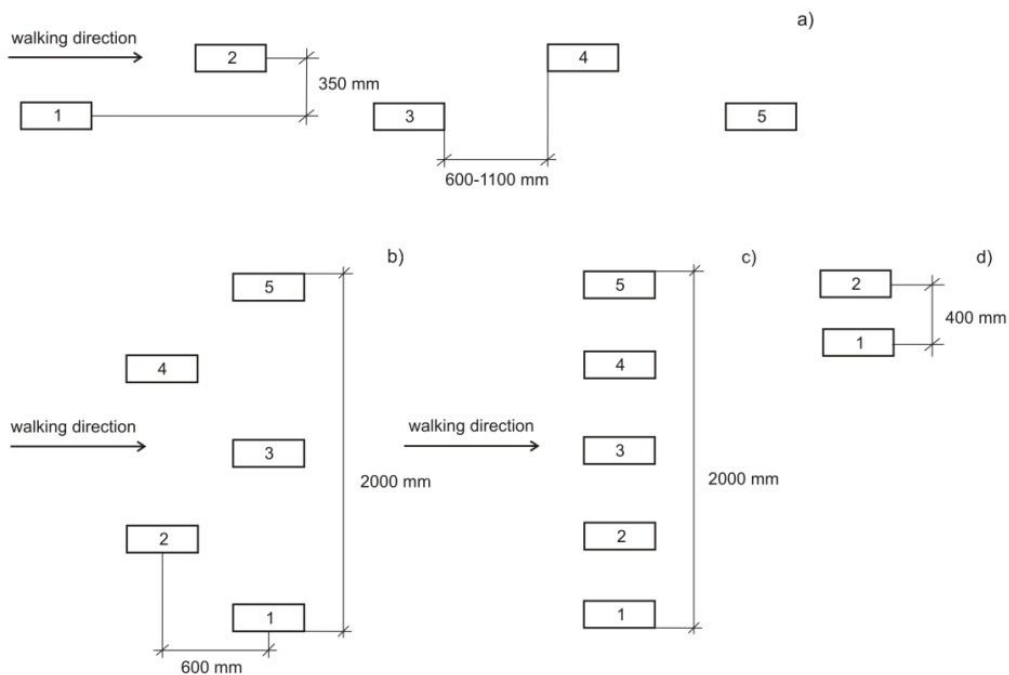 a)
walking direction
2
4
350 mm
1
3
5
600-1100 mm
b)
c)
d)
5
5
2
400 mm
1
4
4
walking direction
walking direction
3
3
2000 mm
2000 mm
2
2
1
1
600 mm